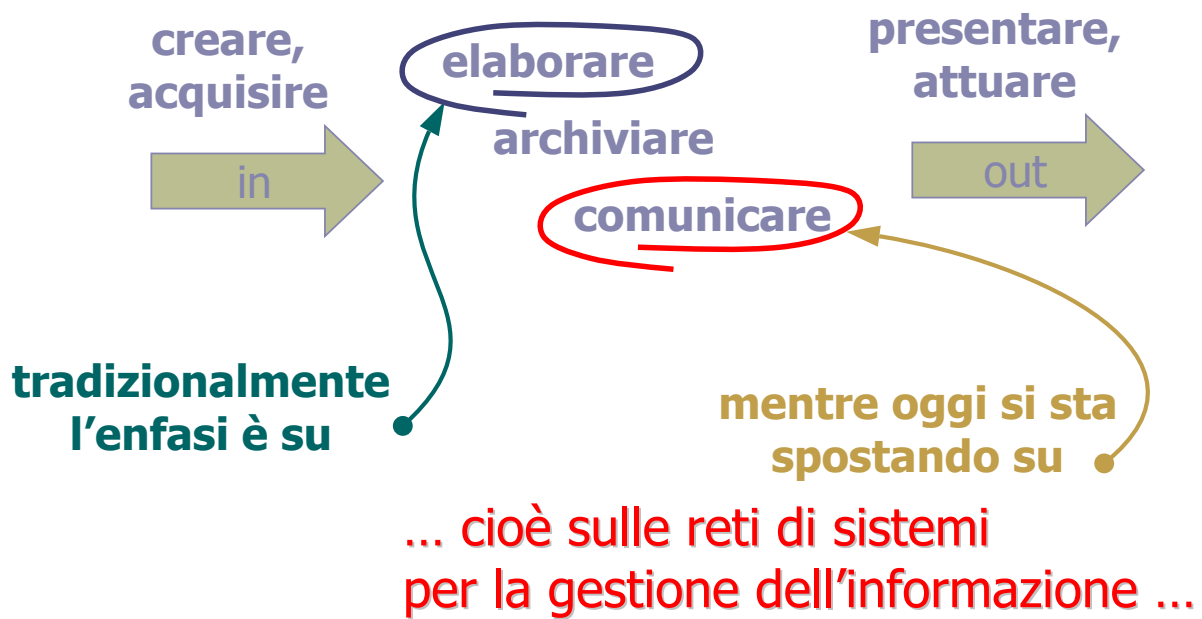 creare,
acquisire
in
elaborare
archiviare
comunicare
presentare,
attuare
out
tradizionalmente
l’enfasi è su
mentre oggi si sta
spostando su
... cioè sulle reti di sistemi
per la gestione dell’informazione ...